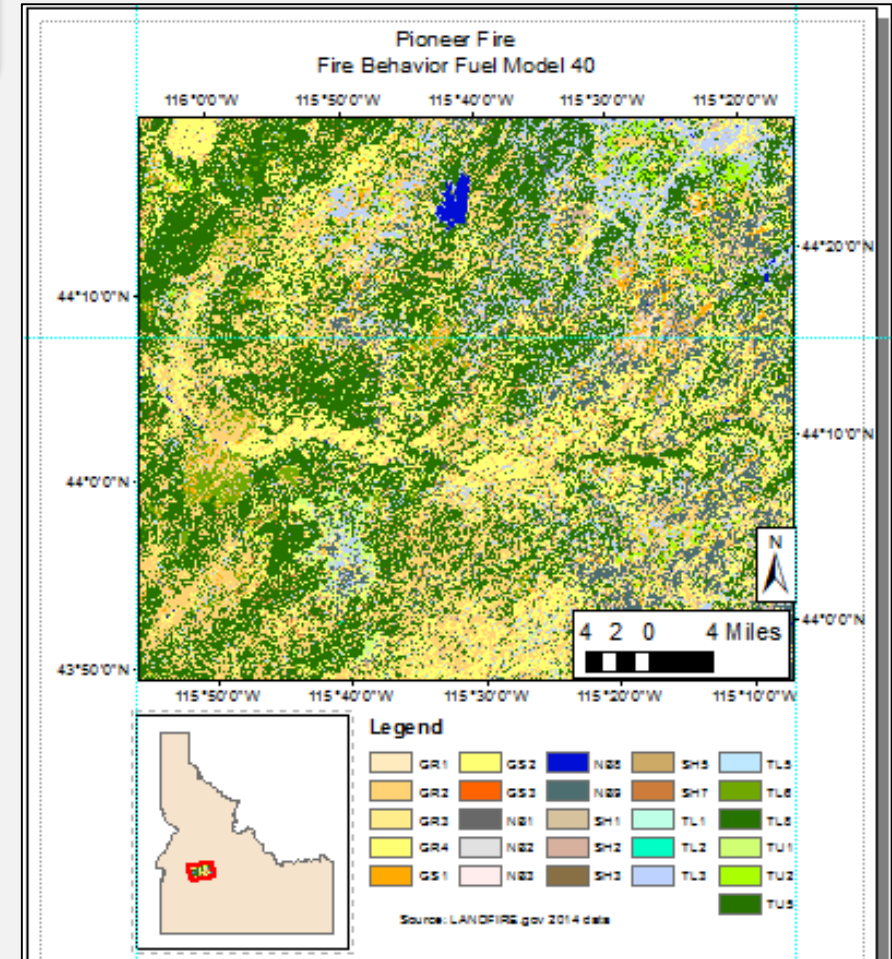 Pioneer Fire
Fire Behavior Fuel Model 40
116°0'0"W 115°50'0"W 115°40'0"W 115°30'0"W 115°20'0"W
44°20'0"N
44°10'0"N
44°10'0"N
44°0'0"N
N
44°0'0"N
4 2 0 4 Miles
43°50'0"N
115°50'0"W 115°40'0"W 115°30'0"W 115°20'0"W 115°10'0"W
Legend
GR1 GS2 NB8 SH5 TL5
GR2 GS3 NB9 SH7 TL6
GR3 NB1 SH1 TL1 TL8
GR4 NB2 SH2 TL2 TU1
GS1 NB3 SH3 TL3 TU2
TU5
Source: LANDFIRE.gov 2014 data